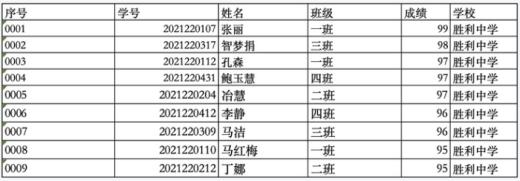 序号 学号 姓名 班级 成绩 学校
0001 2021220107 张丽 一班 99 胜利中学
0002 2021220317 智梦捐 三班 98 胜利中学
0003 2021220112 孔森 一班 97 胜利中学
0004 2021220431 鲍玉慧 四班 97 胜利中学
0005 2021220204 冶慧 二班 97 胜利中学
0006 2021220412 李静 四班 96 胜利中学
0007 2021220309 马洁 三班 96 胜利中学
0008 2021220110 马红梅 一班 95 胜利中学
0009 2021220212 丁娜 二班 95 胜利中学